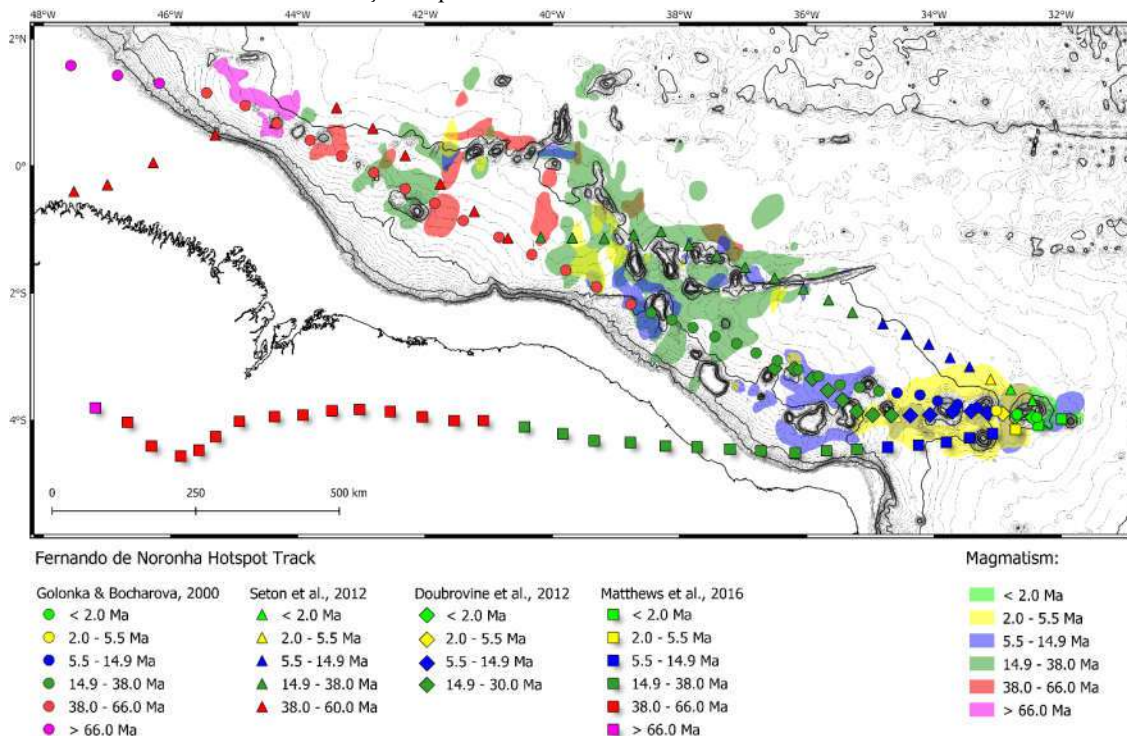 48°W 46°W 44°W 42°W 40°W 38°W 36°W 34°W 32°W
2°N
0°
2°S
4°S
0 250 500 km
Fernando de Noronha Hotspot Track
Magmatism:
Golonka & Bocharova, 2000
< 2.0 Ma
2.0 - 5.5 Ma
5.5 - 14.9 Ma
14.9 - 38.0 Ma
38.0 - 66.0 Ma
> 66.0 Ma
Seton et al., 2012
< 2.0 Ma
2.0 - 5.5 Ma
5.5 - 14.9 Ma
14.9 - 38.0 Ma
38.0 - 60.0 Ma
Doubrovine et al., 2012
< 2.0 Ma
2.0 - 5.5 Ma
5.5 - 14.9 Ma
14.9 - 30.0 Ma
Matthews et al., 2016
< 2.0 Ma
2.0 - 5.5 Ma
5.5 - 14.9 Ma
14.9 - 38.0 Ma
38.0 - 66.0 Ma
> 66.0 Ma
< 2.0 Ma
2.0 - 5.5 Ma
5.5 - 14.9 Ma
14.9 - 38.0 Ma
38.0 - 66.0 Ma
> 66.0 Ma